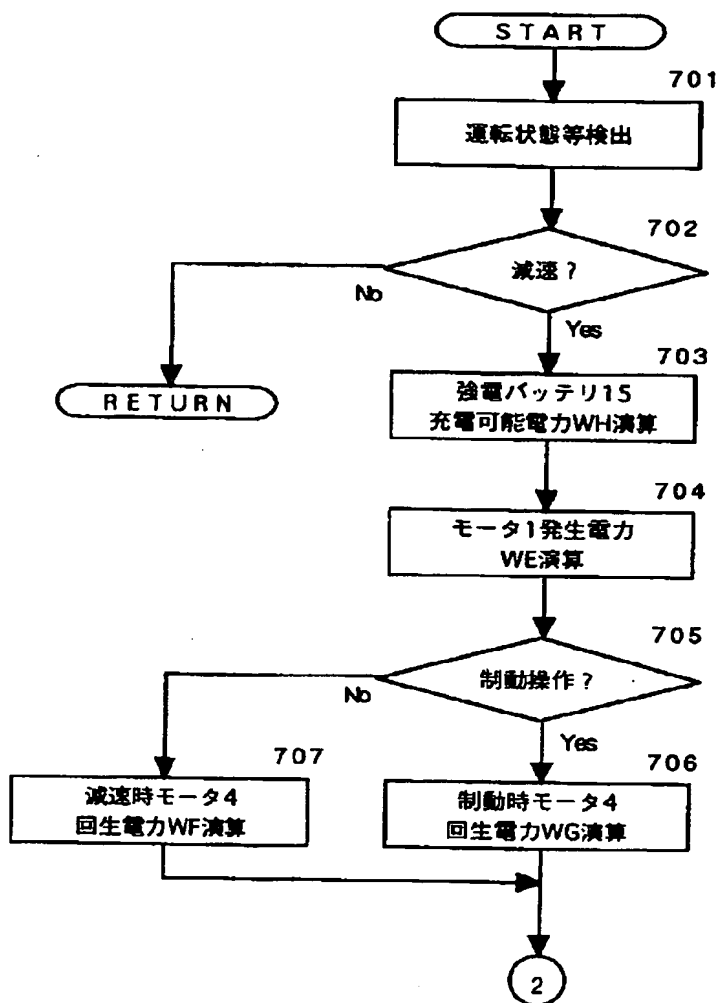 START
701
運転状態等検出
702
減速?
No
Yes
RETURN
703
強電バッテリ15
充電可能電力WH演算
704
モータ1発生電力
WE演算
705
制動操作?
No
Yes
707
減速時モータ4
回生電力WF演算
706
制動時モータ4
回生電力WG演算
2